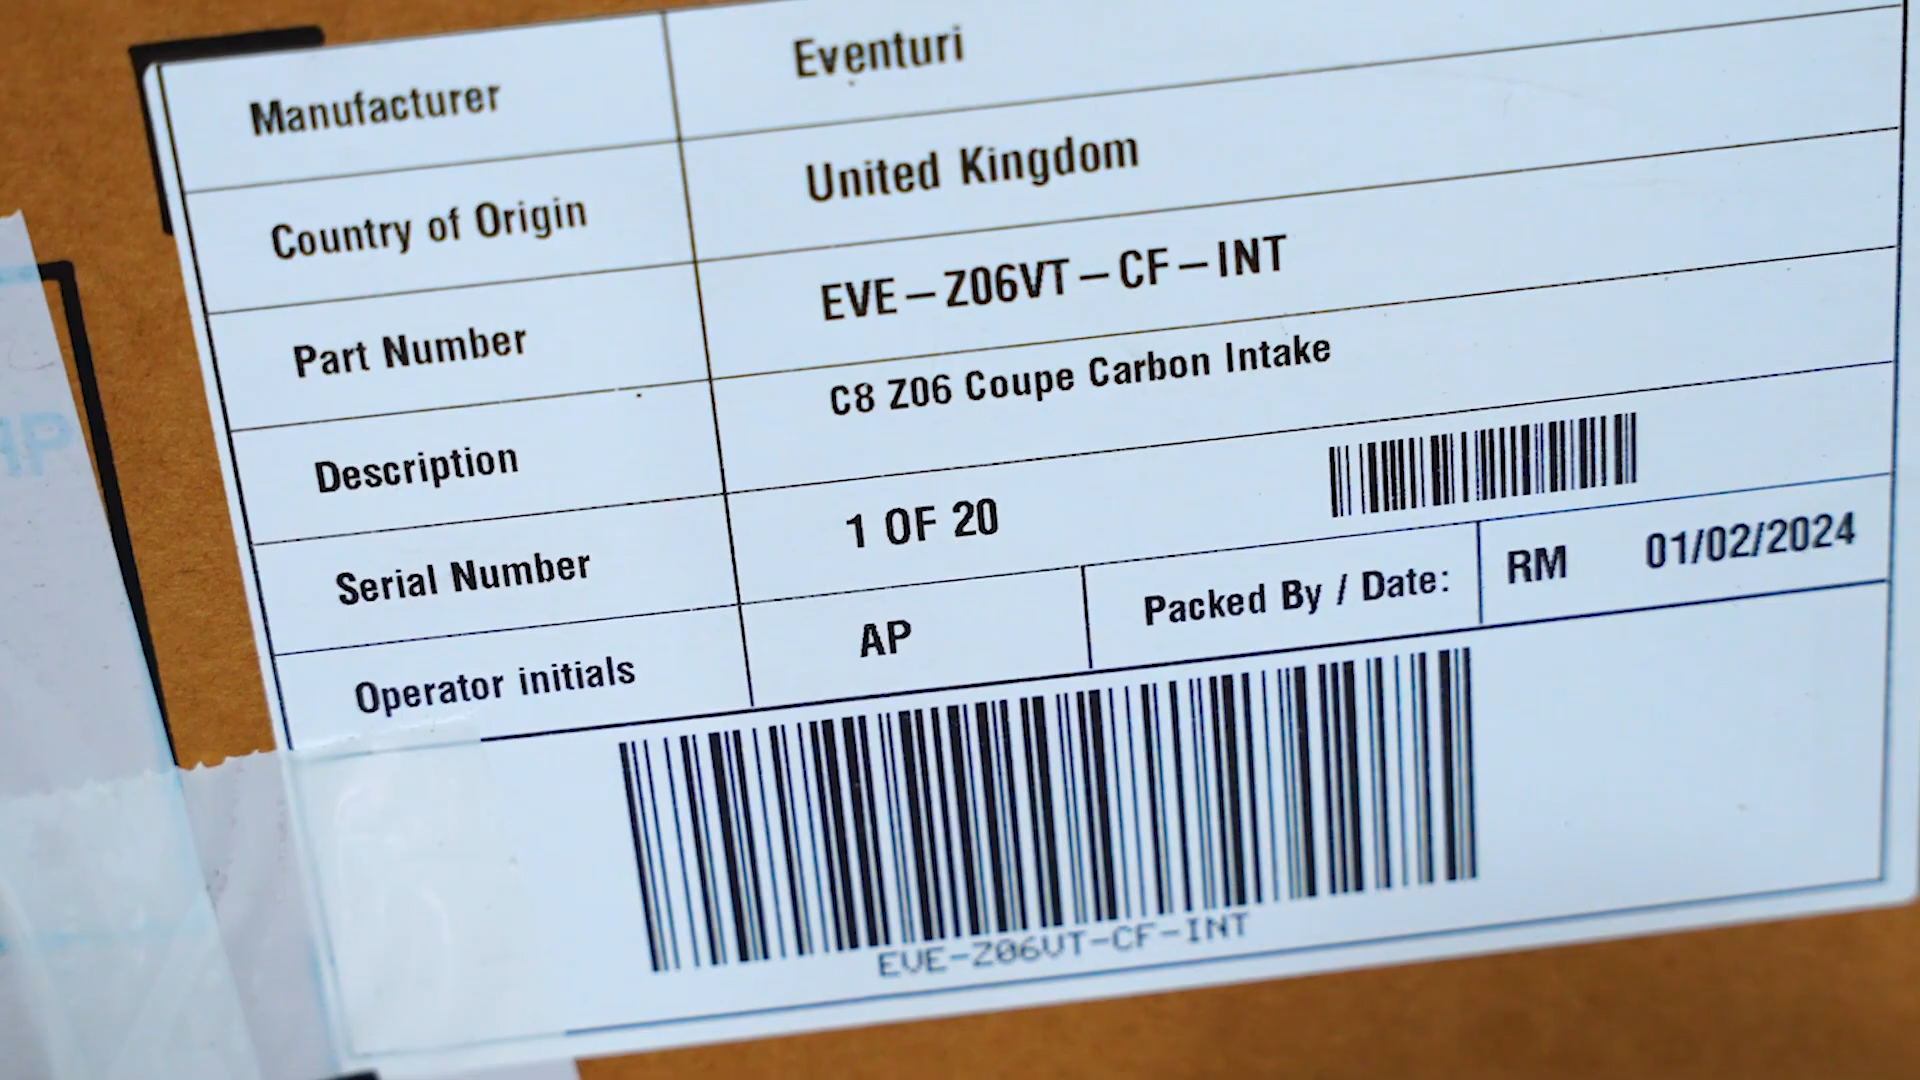 Manufacturer Eventuri
Country of Origin United Kingdom
Part Number EVE-Z06VT-CF-INT
Description C8 Z06 Coupe Carbon Intake
Serial Number 1 OF 20
Operator initials AP Packed By / Date: RM 01/02/2024
EVE-Z06VT-CF-INT
AP